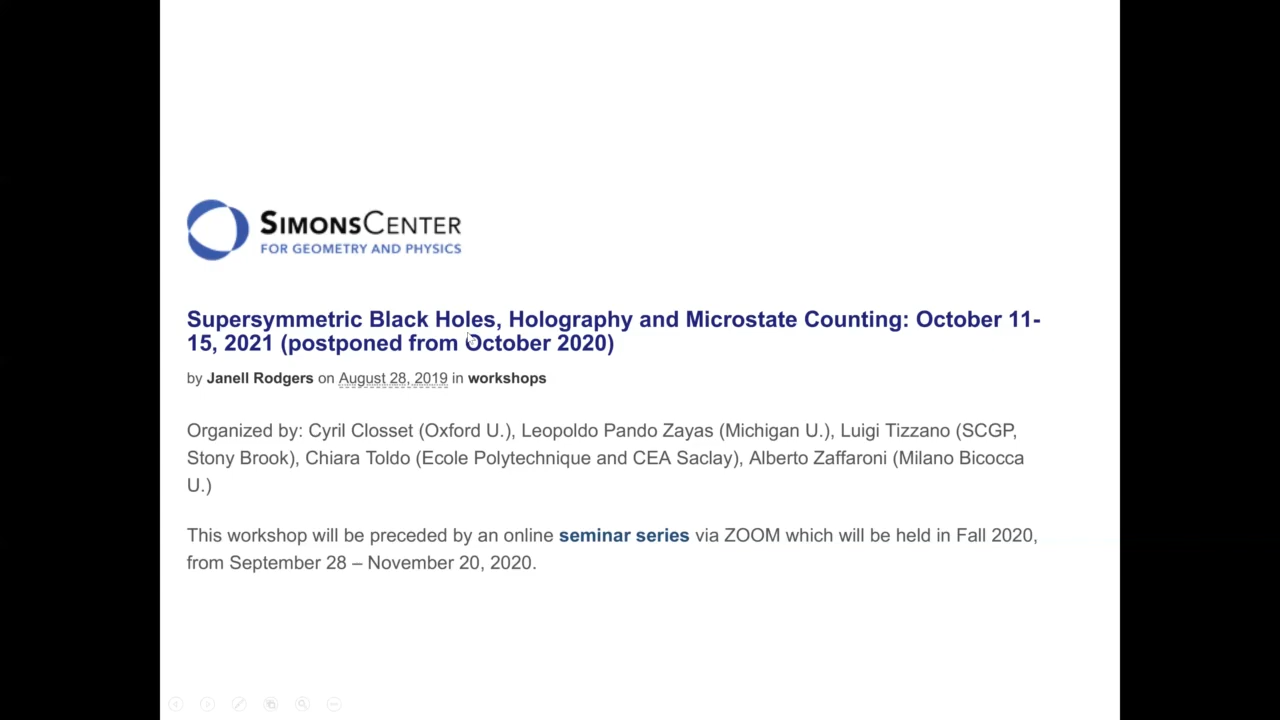 SIMONSCENTER
FOR GEOMETRY AND PHYSICS
Supersymmetric Black Holes, Holography and Microstate Counting: October 11-
15, 2021 (postponed from October 2020)
by Janell Rodgers on August 28, 2019 in workshops
Organized by: Cyril Closset (Oxford U.), Leopoldo Pando Zayas (Michigan U.), Luigi Tizzano (SCGP,
Stony Brook), Chiara Toldo (Ecole Polytechnique and CEA Saclay), Alberto Zaffaroni (Milano Bicocca
U.)
This workshop will be preceded by an online seminar series via ZOOM which will be held in Fall 2020,
from September 28 – November 20, 2020.